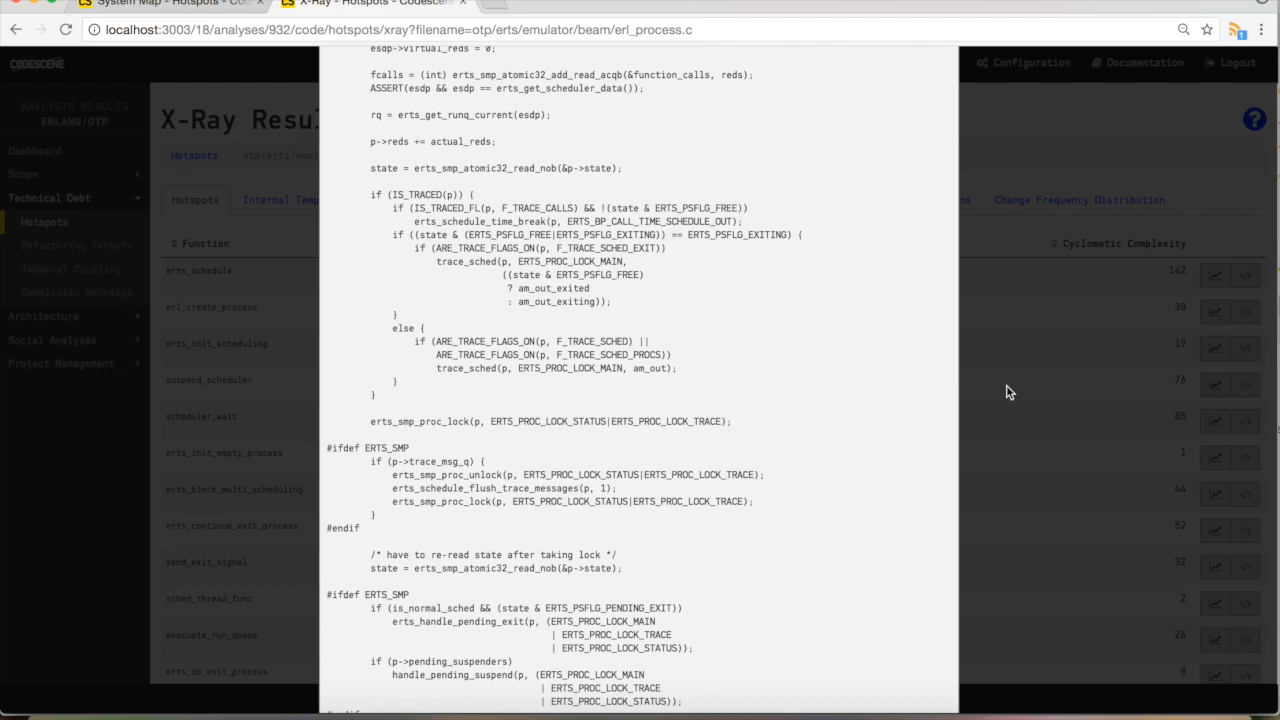 System Map - Hotspots - Cod
X-Ray - Hotspots - Codescene
localhost:3003/18/analyses/932/code/hotspots/xray?filename=otp/erts/emulator/beam/erl_process.c
1
CODESCENE
Configuration
Documentation
Logout
ANALYSIS RESULTS
ERLANG/OTP
Dashboard
Scope
Technical Debt
Hotspots
Refactoring Targets
Temporal Coupling
Complexity Warnings
Architecture
Social Analyses
Project Management
X-Ray Resu
?
Hotspots / otp/erts/emu
Hotspots
Internal Temp
ns
Change Frequency Distribution
Function
Cyclomatic Complexity
erts_schedule 142
erl_create_process 38
erts_init_scheduling 19
suspend_scheduler 76
scheduler_wait 85
erts_init_empty_process 1
erts_block_multi_scheduling 44
erts_continue_exit_process 52
send_exit_signal 32
sched_thread_func 2
evacuate_run_queue 26
erts_do_exit_process 8
esdp->virtual_reds = 0;
fcalls = (int) erts_smp_atomic32_add_read_acqb(&function_calls, reds);
ASSERT(esdp && esdp == erts_get_scheduler_data());
rq = erts_get_runq_current(esdp);
p->reds += actual_reds;
state = erts_smp_atomic32_read_nob(&p->state);
if (IS_TRACED(p)) {
if (IS_TRACED_FL(p, F_TRACE_CALLS) && !(state & ERTS_PSFLG_FREE))
erts_schedule_time_break(p, ERTS_BP_CALL_TIME_SCHEDULE_OUT);
if ((state & (ERTS_PSFLG_FREE|ERTS_PSFLG_EXITING)) == ERTS_PSFLG_EXITING) {
if (ARE_TRACE_FLAGS_ON(p, F_TRACE_SCHED_EXIT))
trace_sched(p, ERTS_PROC_LOCK_MAIN,
((state & ERTS_PSFLG_FREE)
? am_out_exited
: am_out_exiting));
}
else {
if (ARE_TRACE_FLAGS_ON(p, F_TRACE_SCHED) ||
ARE_TRACE_FLAGS_ON(p, F_TRACE_SCHED_PROCS))
trace_sched(p, ERTS_PROC_LOCK_MAIN, am_out);
}
}
erts_smp_proc_lock(p, ERTS_PROC_LOCK_STATUS|ERTS_PROC_LOCK_TRACE);
#ifdef ERTS_SMP
if (p->trace_msg_q) {
erts_smp_proc_unlock(p, ERTS_PROC_LOCK_STATUS|ERTS_PROC_LOCK_TRACE);
erts_schedule_flush_trace_messages(p, 1);
erts_smp_proc_lock(p, ERTS_PROC_LOCK_STATUS|ERTS_PROC_LOCK_TRACE);
}
#endif
/* have to re-read state after taking lock */
state = erts_smp_atomic32_read_nob(&p->state);
#ifdef ERTS_SMP
if (is_normal_sched && (state & ERTS_PSFLG_PENDING_EXIT))
erts_handle_pending_exit(p, (ERTS_PROC_LOCK_MAIN
| ERTS_PROC_LOCK_TRACE
| ERTS_PROC_LOCK_STATUS));
if (p->pending_suspenders)
handle_pending_suspend(p, (ERTS_PROC_LOCK_MAIN
| ERTS_PROC_LOCK_TRACE
| ERTS_PROC_LOCK_STATUS));